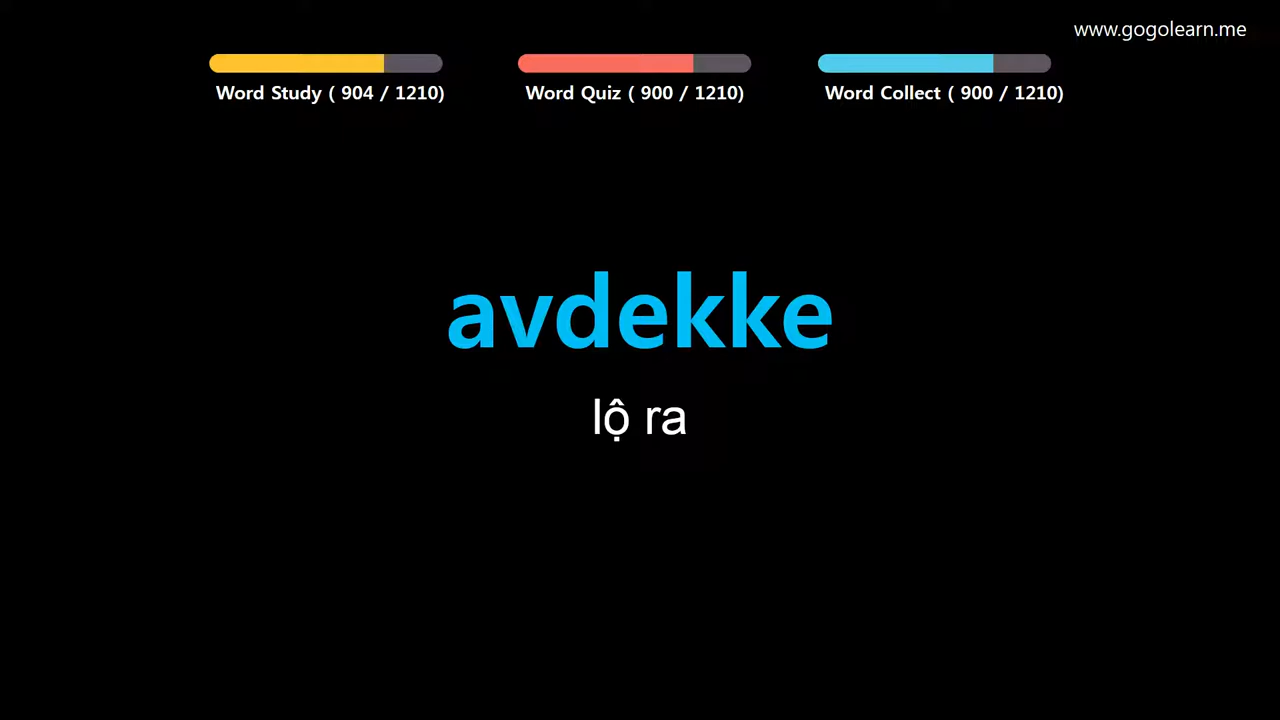 www.gogolearn.me
Word Study ( 904 / 1210)
Word Quiz ( 900 / 1210)
Word Collect ( 900 / 1210)
avdekke
lộ ra